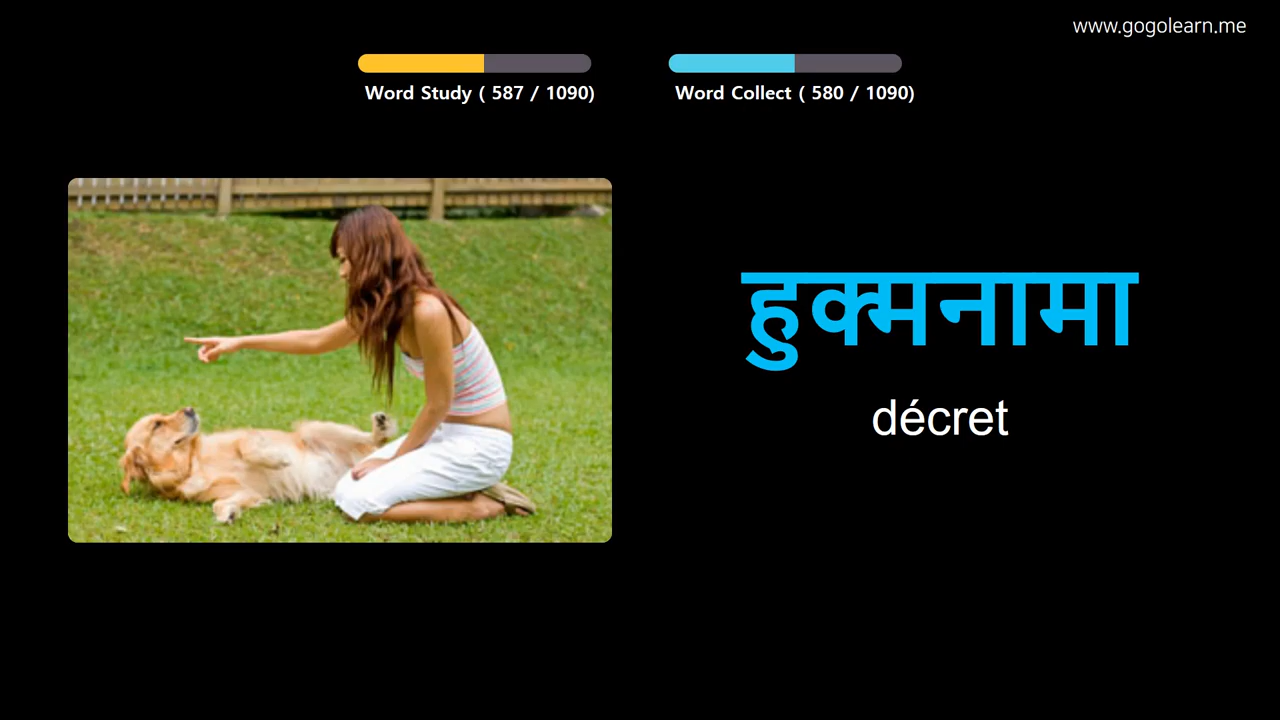 www.gogolearn.me
Word Study ( 587 / 1090)
Word Collect ( 580 / 1090)
हुक्मनामा
décret